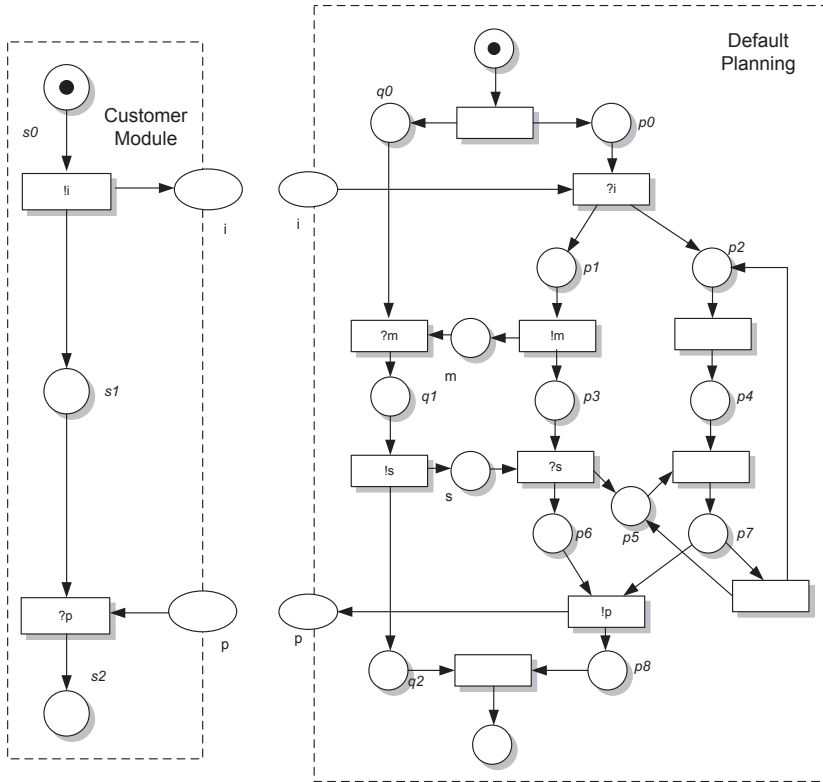 Default
Planning
Customer
Module
s0
!i
i
s1
?p
p
s2
q0
p0
i
?i
p1
p2
?m
!m
m
q1
p3
p4
!s
s
?s
p6
p5
p7
!p
p
q2
p8